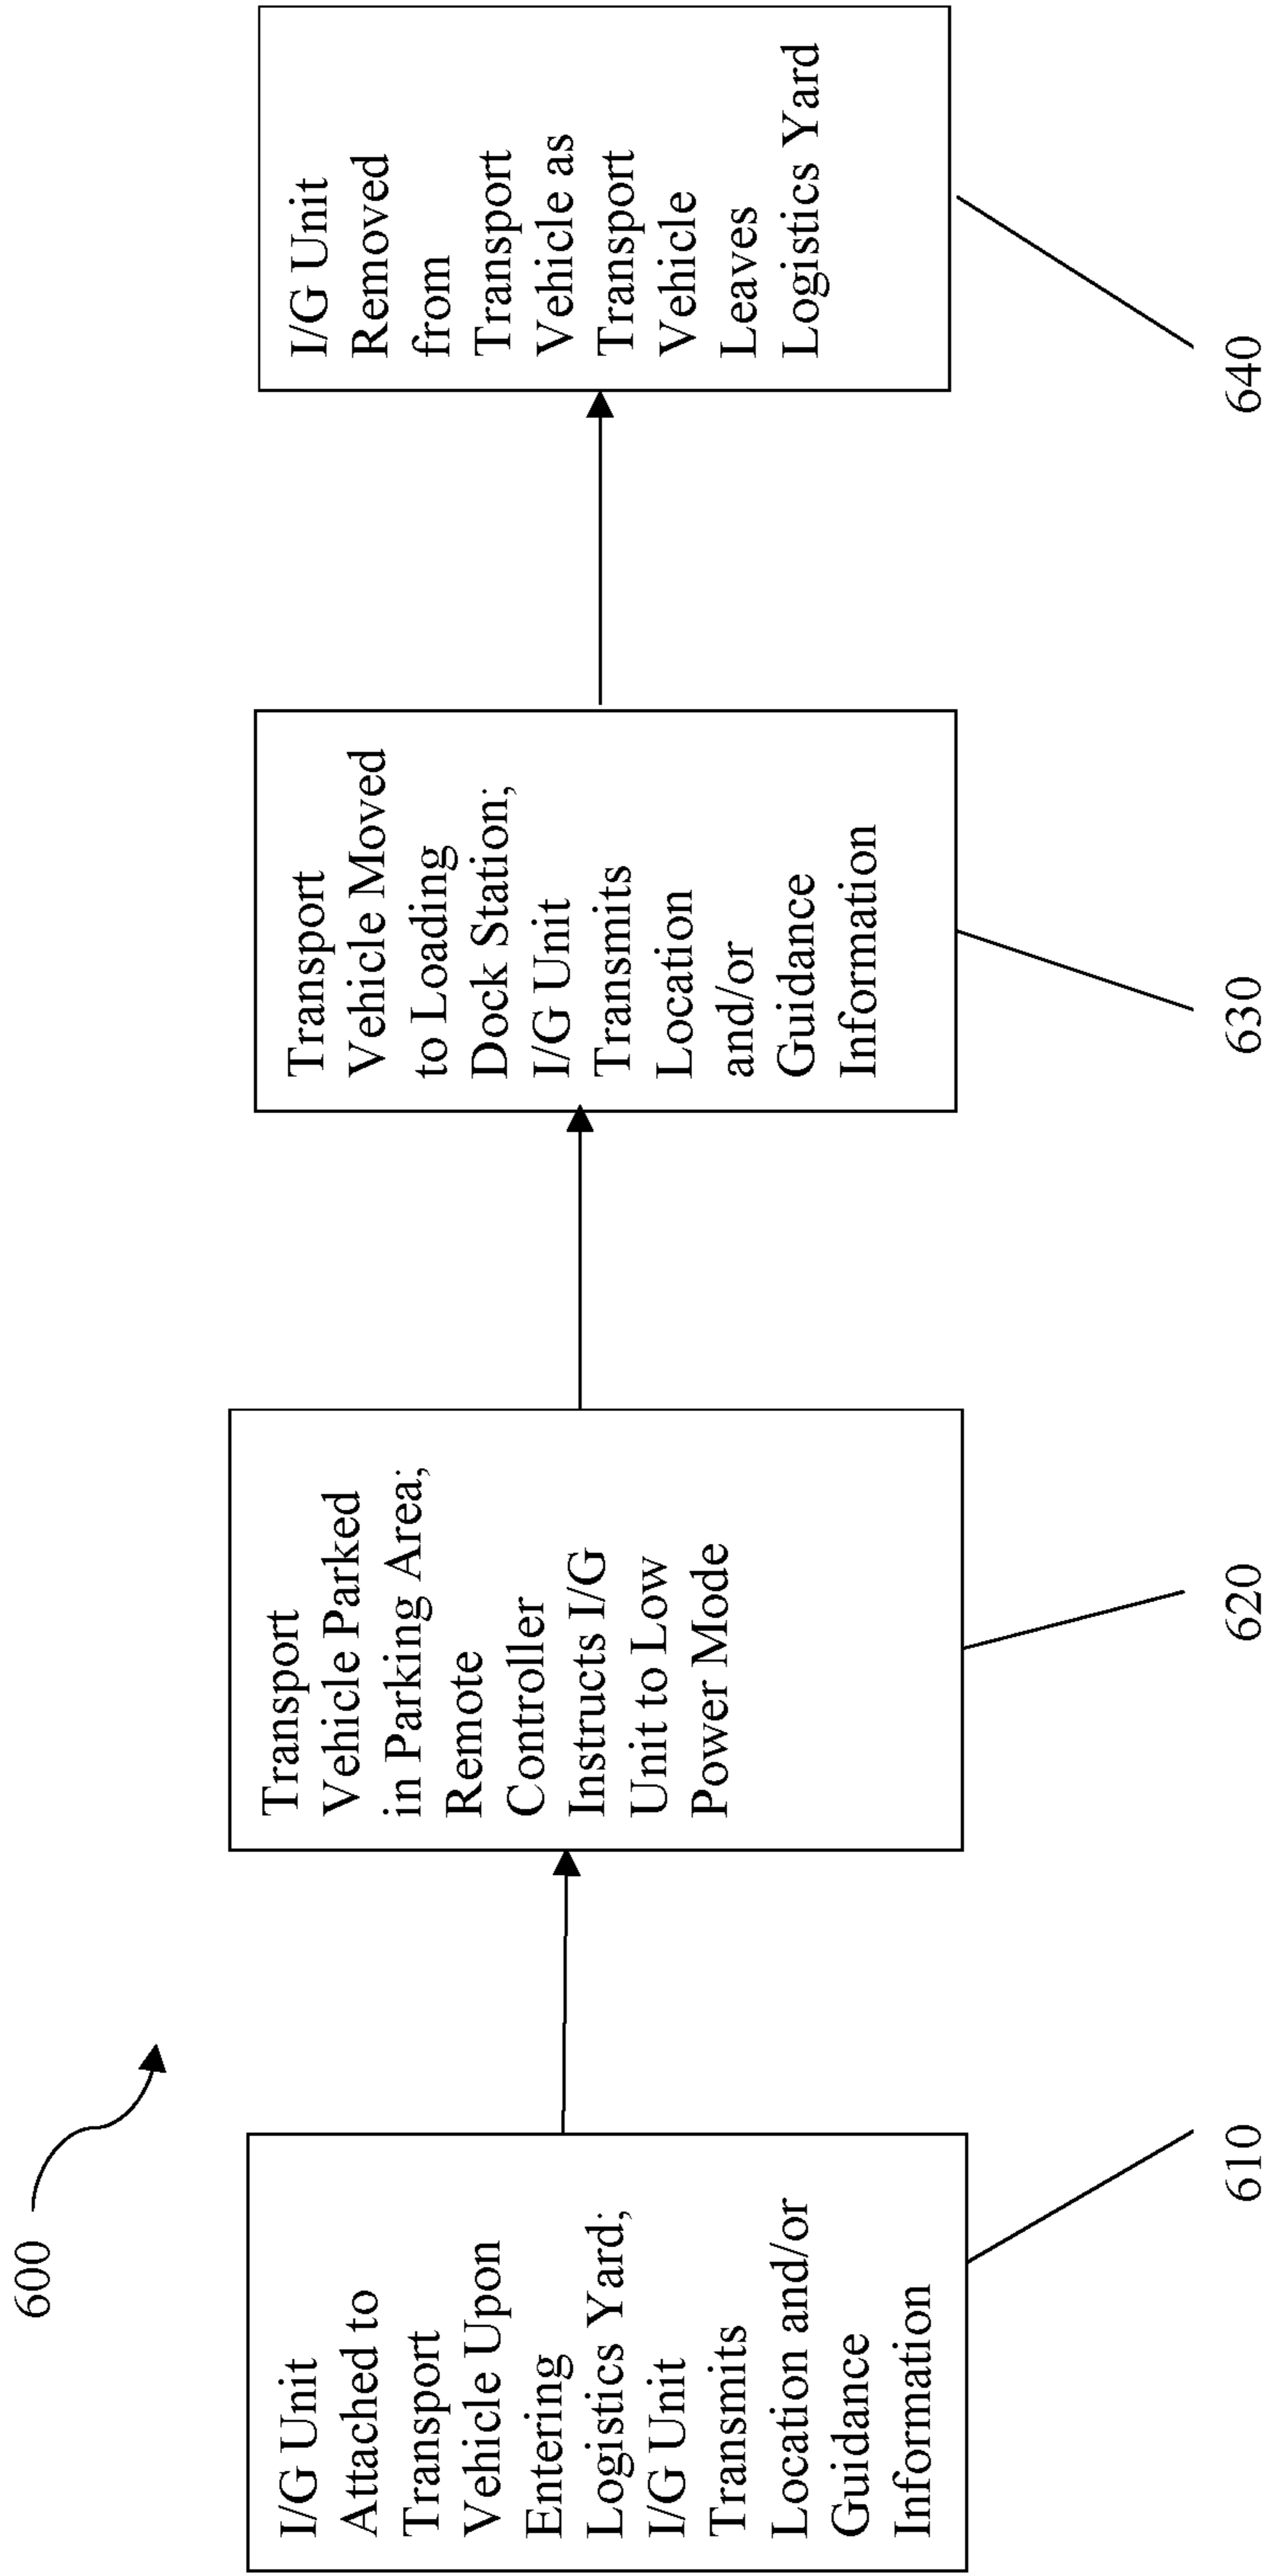 600
I/G Unit
Attached to
Transport
Vehicle Upon
Entering
Logistics Yard;
I/G Unit
Transmits
Location and/or
Guidance
Information
610
Transport
Vehicle Parked
in Parking Area;
Remote
Controller
Instructs I/G
Unit to Low
Power Mode
620
Transport
Vehicle Moved
to Loading
Dock Station;
I/G Unit
Transmits
Location
and/or
Guidance
Information
630
I/G Unit
Removed
from
Transport
Vehicle as
Transport
Vehicle
Leaves
Logistics Yard
640